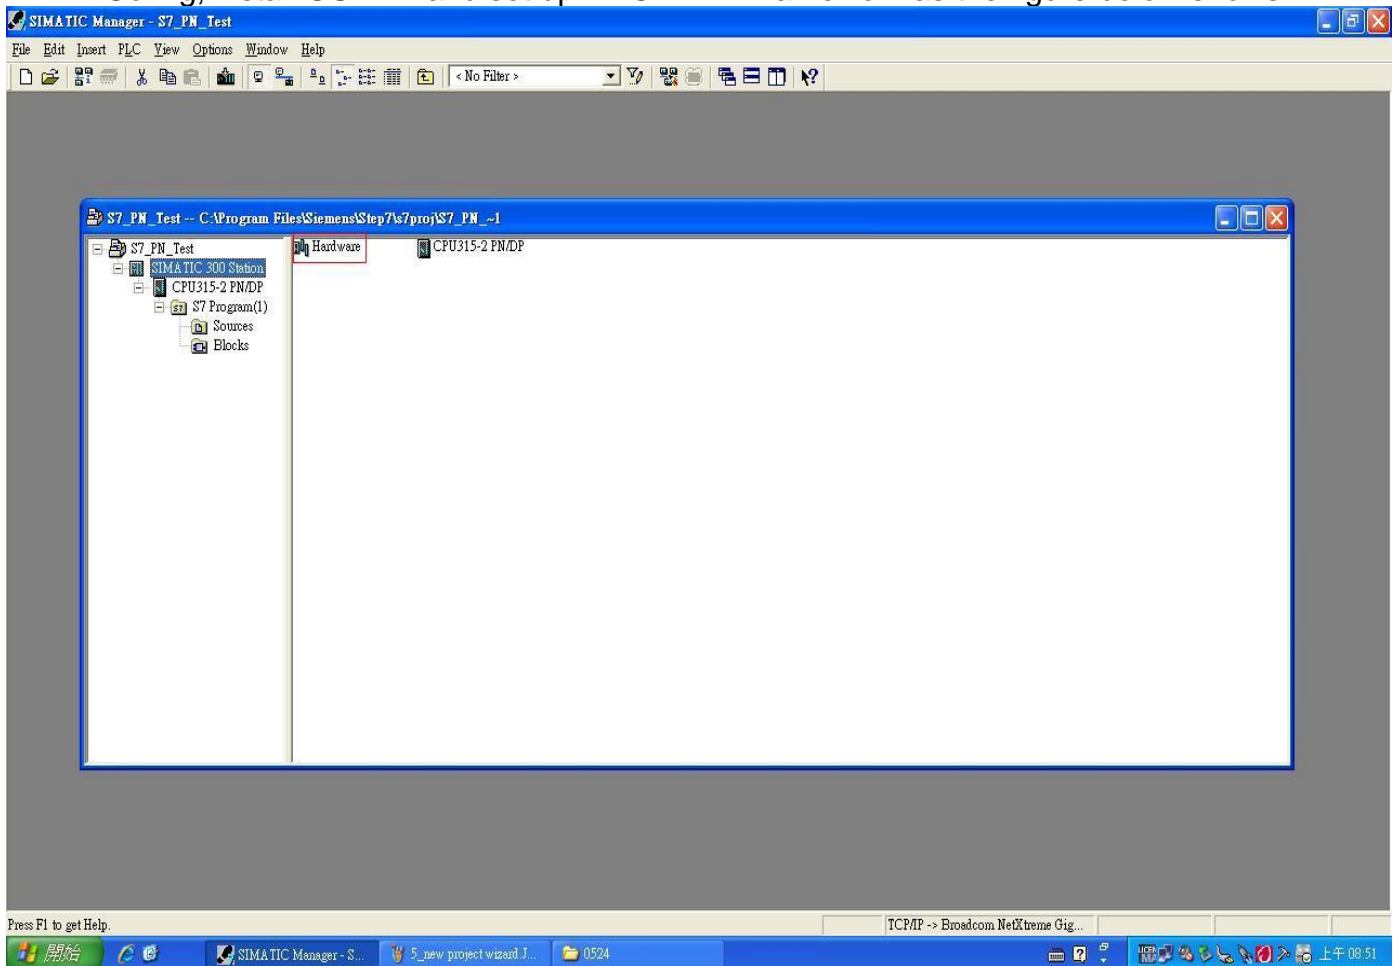 SIMATIC Manager - S7_PN_Test
File Edit Insert PLC View Options Window Help
< No Filter >
S7_PN_Test -- C:\Program Files\Siemens\Step7\s7proj\S7_PN_~1
S7_PN_Test
SIMATIC 300 Station
CPU315-2 PN/DP
S7 Program(1)
Sources
Blocks
Hardware
CPU315-2 PN/DP
Press F1 to get Help.
TCP/IP -> Broadcom NetXtreme Gig...
開始
SIMATIC Manager - S...
5_new project wizard.J...
0524
上午 08:51